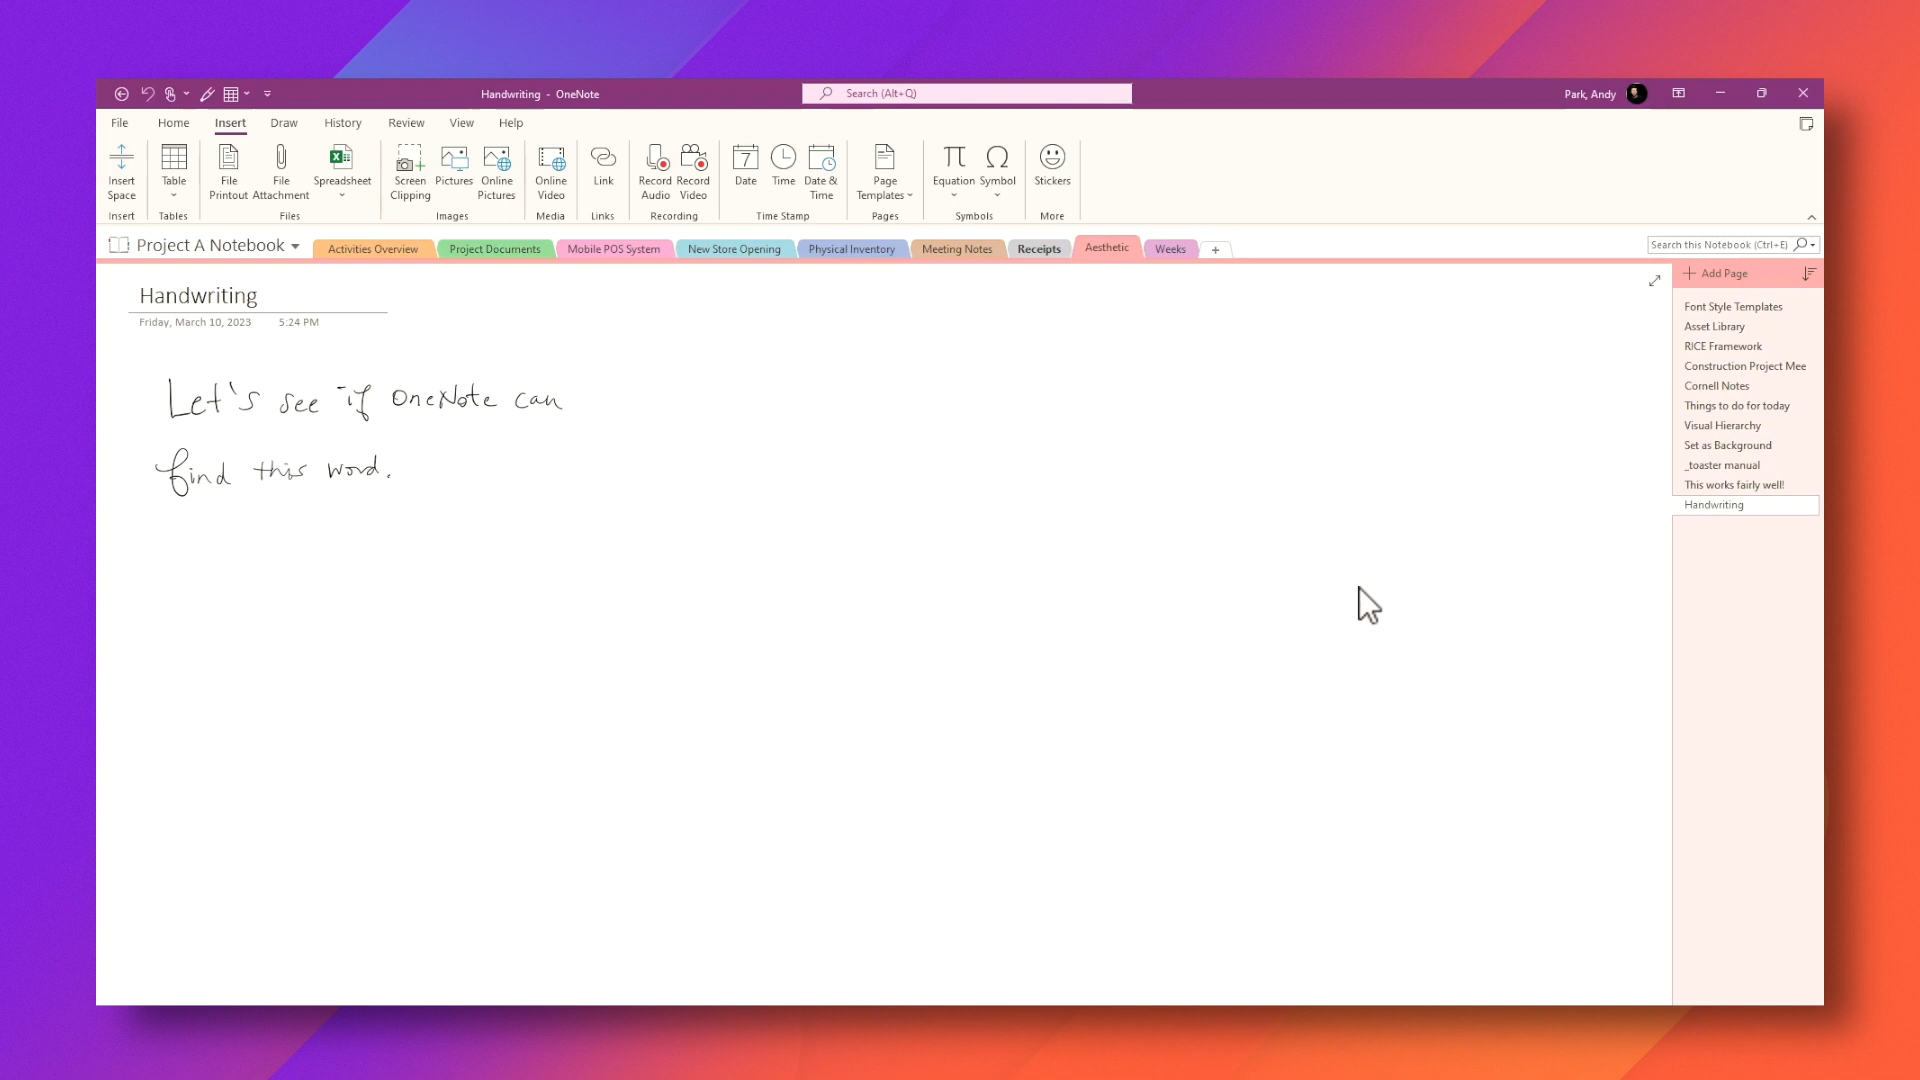 Handwriting - OneNote
Search (Alt+Q)
Park, Andy
File Home Insert Draw History Review View Help
Insert Space
Table
File Printout
File Attachment
Spreadsheet
Screen Clipping
Pictures
Online Pictures
Online Video
Link
Record Audio
Record Video
7
Date
Time
Date & Time
Page Templates
π
Equation
Ω
Symbol
Stickers
Insert Tables Files Images Media Links Recording Time Stamp Pages Symbols More
Project A Notebook
Activities Overview Project Documents Mobile POS System New Store Opening Physical Inventory Meeting Notes Receipts Aesthetic Weeks +
Search this Notebook (Ctrl+E)
Handwriting
Friday, March 10, 2023 5:24 PM
Let's see if OneNote can
find this word.
Add Page
Font Style Templates
Asset Library
RICE Framework
Construction Project Mee
Cornell Notes
Things to do for today
Visual Hierarchy
Set as Background
_toaster manual
This works fairly well!
Handwriting